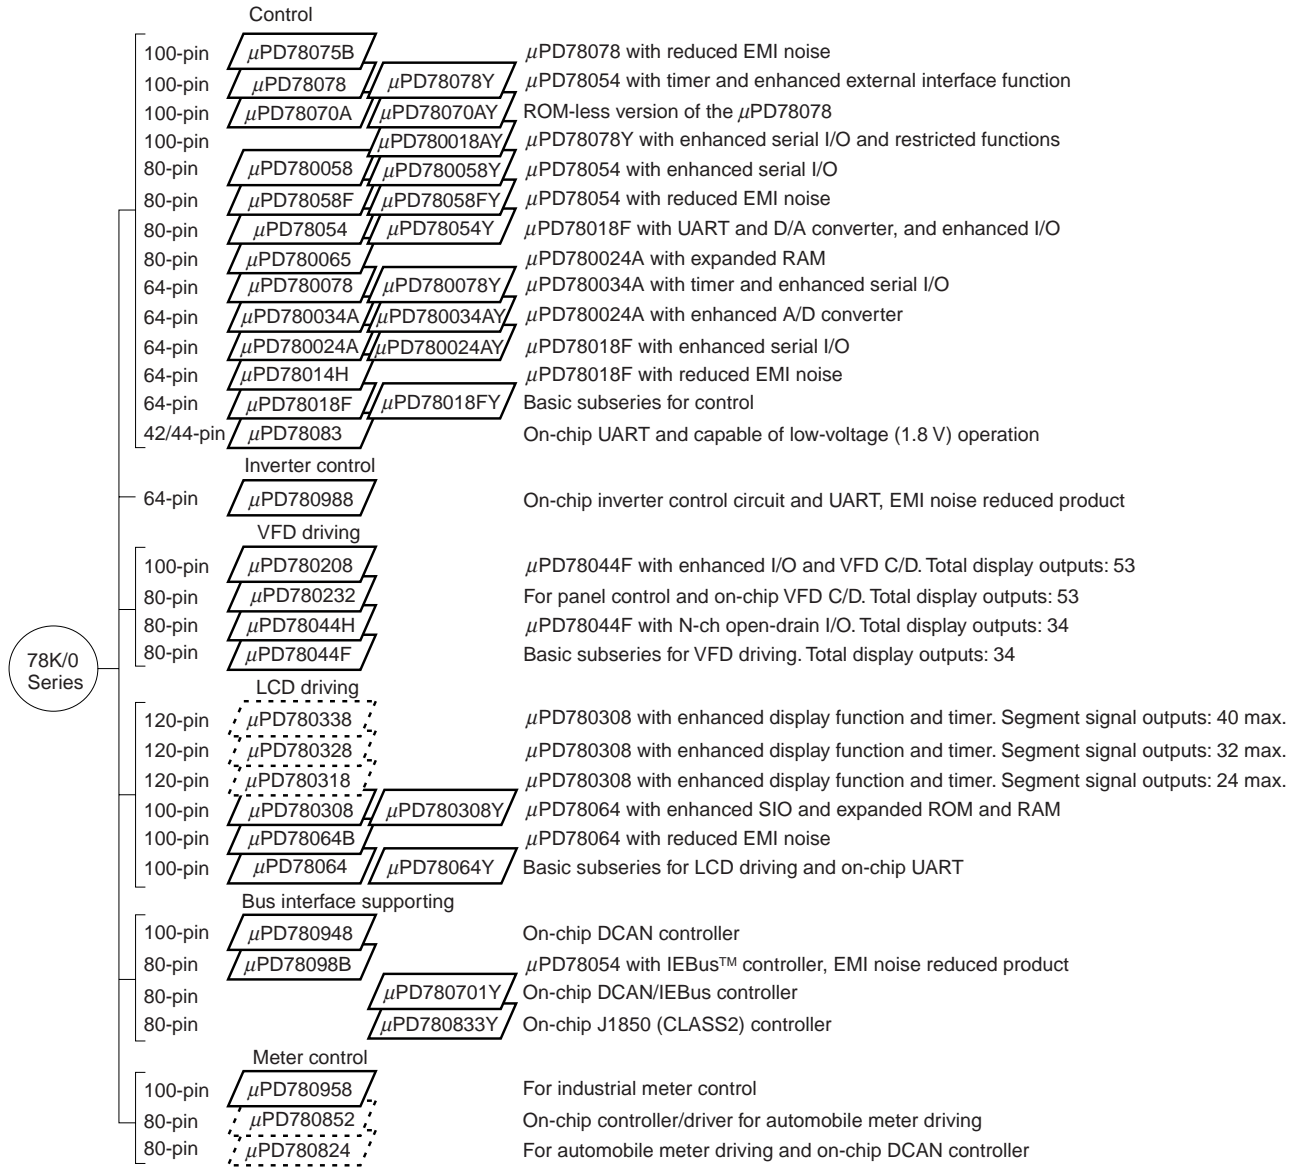 Control
100-pin μPD78075B μPD78078 with reduced EMI noise
100-pin μPD78078 μPD78078Y μPD78054 with timer and enhanced external interface function
100-pin μPD78070A μPD78070AY ROM-less version of the μPD78078
100-pin μPD780018AY μPD78078Y with enhanced serial I/O and restricted functions
80-pin μPD780058 μPD780058Y μPD78054 with enhanced serial I/O
80-pin μPD78058F μPD78058FY μPD78054 with reduced EMI noise
80-pin μPD78054 μPD78054Y μPD78018F with UART and D/A converter, and enhanced I/O
80-pin μPD780065 μPD780024A with expanded RAM
64-pin μPD780078 μPD780078Y μPD780034A with timer and enhanced serial I/O
64-pin μPD780034A μPD780034AY μPD780024A with enhanced A/D converter
64-pin μPD780024A μPD780024AY μPD78018F with enhanced serial I/O
64-pin μPD78014H μPD78018F with reduced EMI noise
64-pin μPD78018F μPD78018FY Basic subseries for control
42/44-pin μPD78083 On-chip UART and capable of low-voltage (1.8 V) operation
Inverter control
64-pin μPD780988 On-chip inverter control circuit and UART, EMI noise reduced product
VFD driving
100-pin μPD780208 μPD78044F with enhanced I/O and VFD C/D. Total display outputs: 53
80-pin μPD780232 For panel control and on-chip VFD C/D. Total display outputs: 53
80-pin μPD78044H μPD78044F with N-ch open-drain I/O. Total display outputs: 34
80-pin μPD78044F Basic subseries for VFD driving. Total display outputs: 34
78K/0
Series
LCD driving
120-pin μPD780338 μPD780308 with enhanced display function and timer. Segment signal outputs: 40 max.
120-pin μPD780328 μPD780308 with enhanced display function and timer. Segment signal outputs: 32 max.
120-pin μPD780318 μPD780308 with enhanced display function and timer. Segment signal outputs: 24 max.
100-pin μPD780308 μPD780308Y μPD78064 with enhanced SIO and expanded ROM and RAM
100-pin μPD78064B μPD78064 with reduced EMI noise
100-pin μPD78064 μPD78064Y Basic subseries for LCD driving and on-chip UART
Bus interface supporting
100-pin μPD780948 On-chip DCAN controller
80-pin μPD78098B μPD78054 with IEBus™ controller, EMI noise reduced product
80-pin μPD780701Y On-chip DCAN/IEBus controller
80-pin μPD780833Y On-chip J1850 (CLASS2) controller
Meter control
100-pin μPD780958 For industrial meter control
80-pin μPD780852 On-chip controller/driver for automobile meter driving
80-pin μPD780824 For automobile meter driving and on-chip DCAN controller